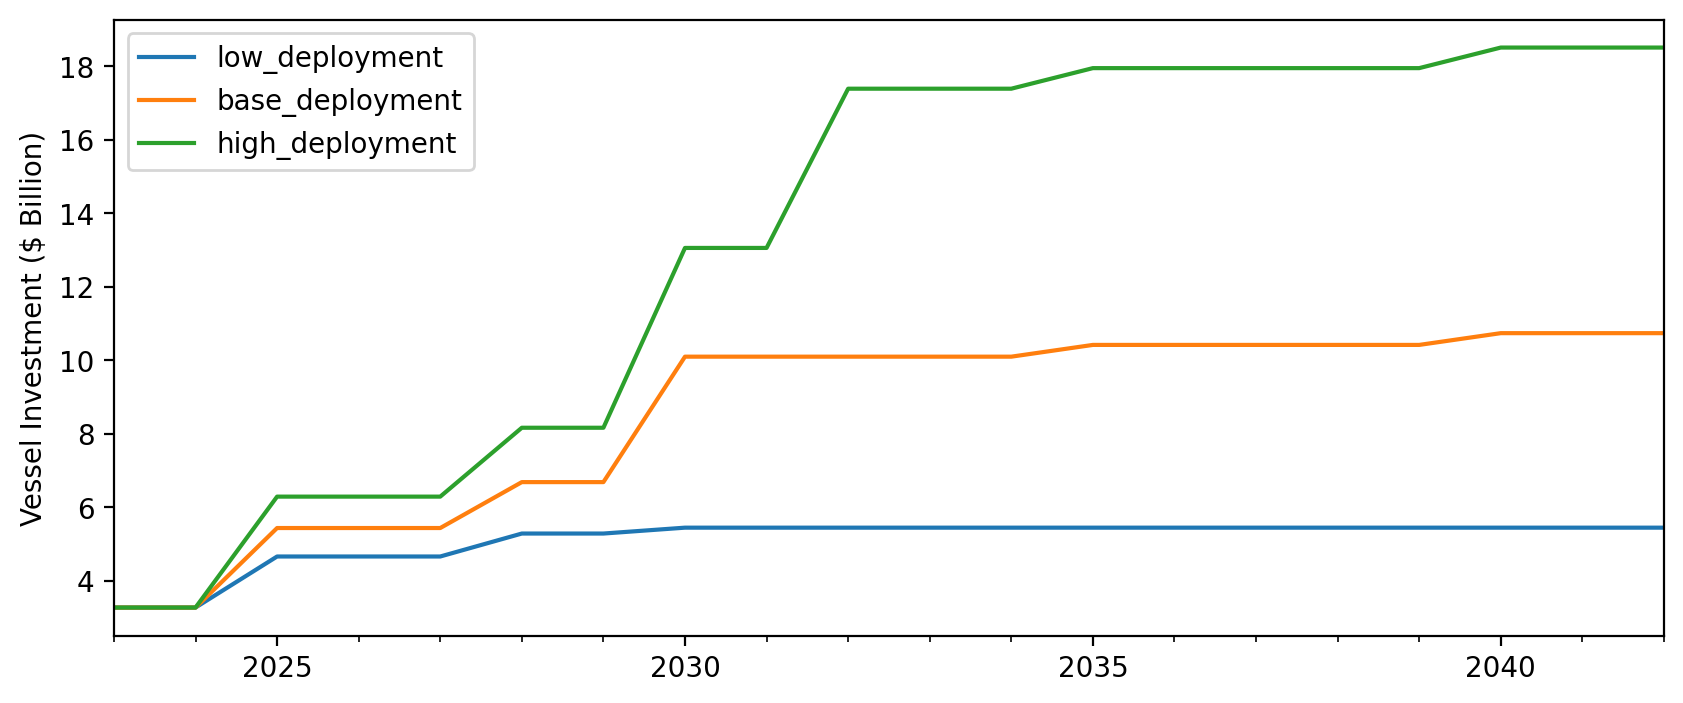 low_deployment
base_deployment
high_deployment
Vessel Investment ($ Billion)
18
16
14
12
10
8
6
4
2025 2030 2035 2040